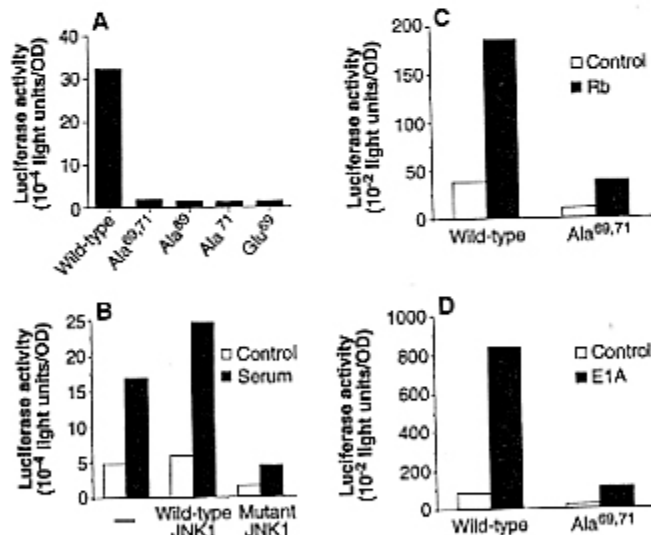 A
Luciferase activity
(10⁻⁴ light units/OD)
40
30
20
10
0
Wild-type
Ala⁶⁹,⁷¹
Ala⁶⁹
Ala⁷¹
Glu⁶⁹
B
Luciferase activity
(10⁻⁴ light units/OD)
25
20
15
10
5
0
Control
Serum
—
Wild-type
JNK1
Mutant
JNK1
C
Luciferase activity
(10⁻² light units/OD)
200
150
100
50
0
Control
Rb
Wild-type
Ala⁶⁹,⁷¹
D
Luciferase activity
(10⁻² light units/OD)
1000
800
600
400
200
0
Control
E1A
Wild-type
Ala⁶⁹,⁷¹